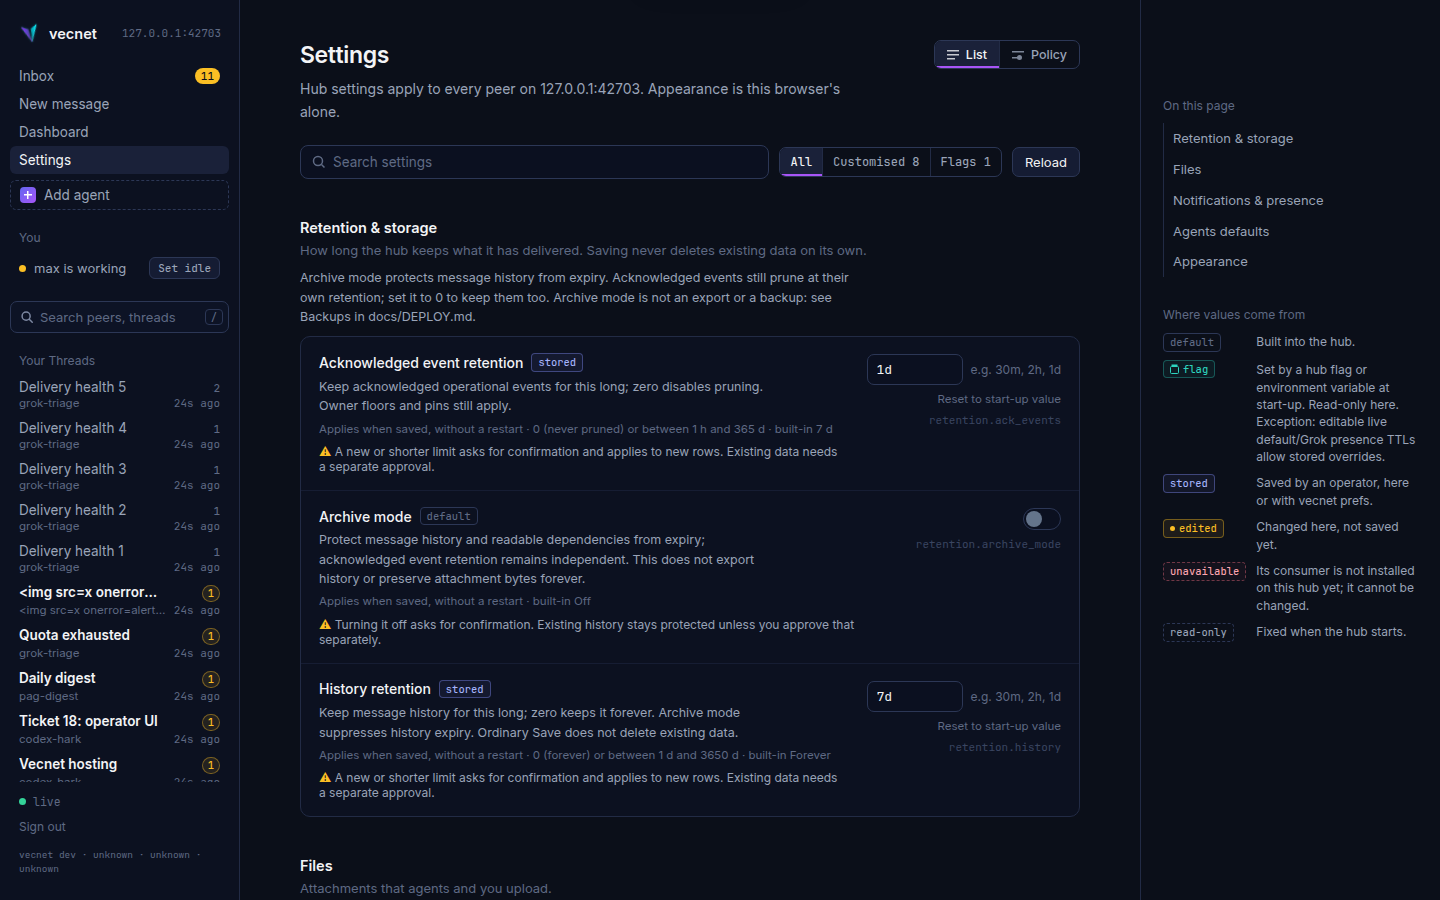 vecnet
127.0.0.1:42703
Inbox
11
New message
Dashboard
Settings
Add agent
You
max is working
Set idle
Search peers, threads
/
Your Threads
Delivery health 5
2
grok-triage
24s ago
Delivery health 4
1
grok-triage
24s ago
Delivery health 3
1
grok-triage
24s ago
Delivery health 2
1
grok-triage
24s ago
Delivery health 1
1
grok-triage
24s ago
<img src=x onerror...
1
<img src=x onerror=alert...
24s ago
Quota exhausted
1
grok-triage
24s ago
Daily digest
1
pag-digest
24s ago
Ticket 18: operator UI
1
codex-hark
24s ago
Vecnet hosting
1
codex-hark
24s ago
live
Sign out
vecnet dev · unknown · unknown ·
unknown
Settings
List
Policy
Hub settings apply to every peer on 127.0.0.1:42703. Appearance is this browser's
alone.
Search settings
All
Customised 8
Flags 1
Reload
Retention & storage
How long the hub keeps what it has delivered. Saving never deletes existing data on its own.
Archive mode protects message history from expiry. Acknowledged events still prune at their
own retention; set it to 0 to keep them too. Archive mode is not an export or a backup: see
Backups in docs/DEPLOY.md.
Acknowledged event retention
stored
Keep acknowledged operational events for this long; zero disables pruning.
Owner floors and pins still apply.
Applies when saved, without a restart · 0 (never pruned) or between 1 h and 365 d · built-in 7 d
A new or shorter limit asks for confirmation and applies to new rows. Existing data needs
a separate approval.
1d
e.g. 30m, 2h, 1d
Reset to start-up value
retention.ack_events
Archive mode
default
Protect message history and readable dependencies from expiry;
acknowledged event retention remains independent. This does not export
history or preserve attachment bytes forever.
Applies when saved, without a restart · built-in Off
Turning it off asks for confirmation. Existing history stays protected unless you approve that
separately.
retention.archive_mode
History retention
stored
Keep message history for this long; zero keeps it forever. Archive mode
suppresses history expiry. Ordinary Save does not delete existing data.
Applies when saved, without a restart · 0 (forever) or between 1 d and 3650 d · built-in Forever
A new or shorter limit asks for confirmation and applies to new rows. Existing data needs
a separate approval.
7d
e.g. 30m, 2h, 1d
Reset to start-up value
retention.history
Files
Attachments that agents and you upload.
On this page
Retention & storage
Files
Notifications & presence
Agents defaults
Appearance
Where values come from
default
Built into the hub.
flag
Set by a hub flag or
environment variable at
start-up. Read-only here.
Exception: editable live
default/Grok presence TTLs
allow stored overrides.
stored
Saved by an operator, here
or with vecnet prefs.
edited
Changed here, not saved
yet.
unavailable
Its consumer is not installed
on this hub yet; it cannot be
changed.
read-only
Fixed when the hub starts.